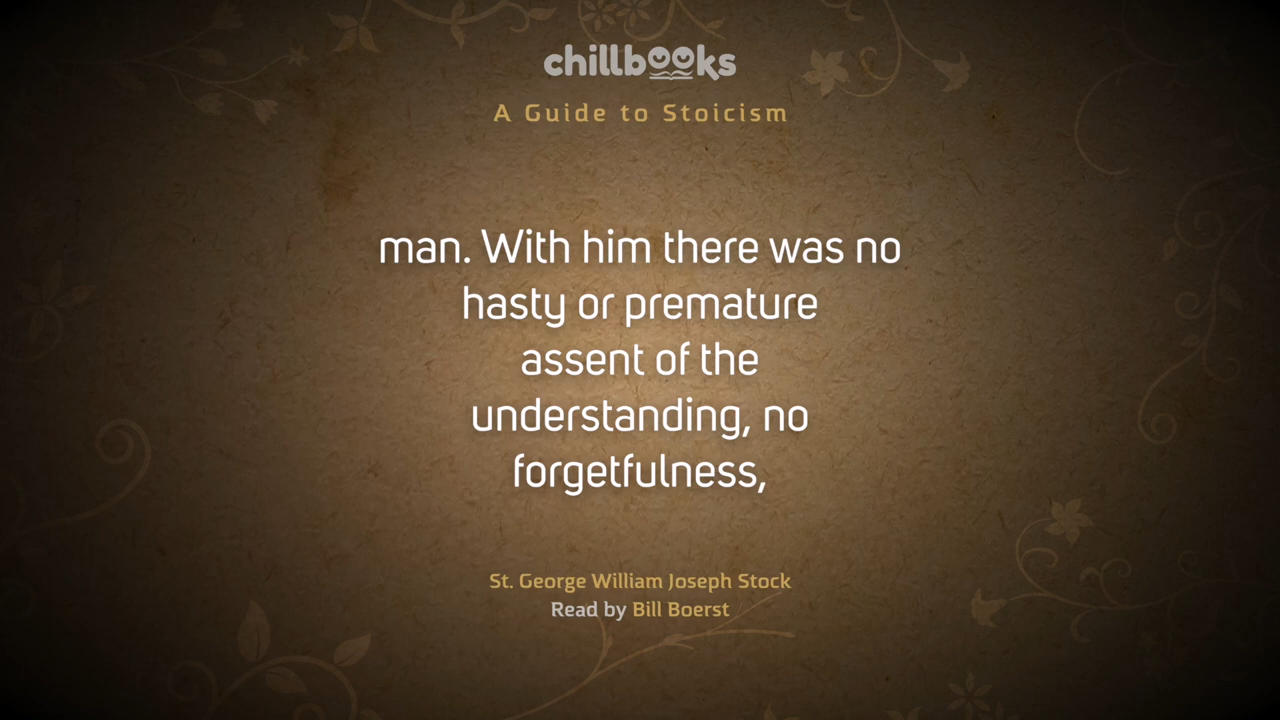 chillbooks
A Guide to Stoicism
man. With him there was no
hasty or premature
assent of the
understanding, no
forgetfulness,
St. George William Joseph Stock
Read by Bill Boerst